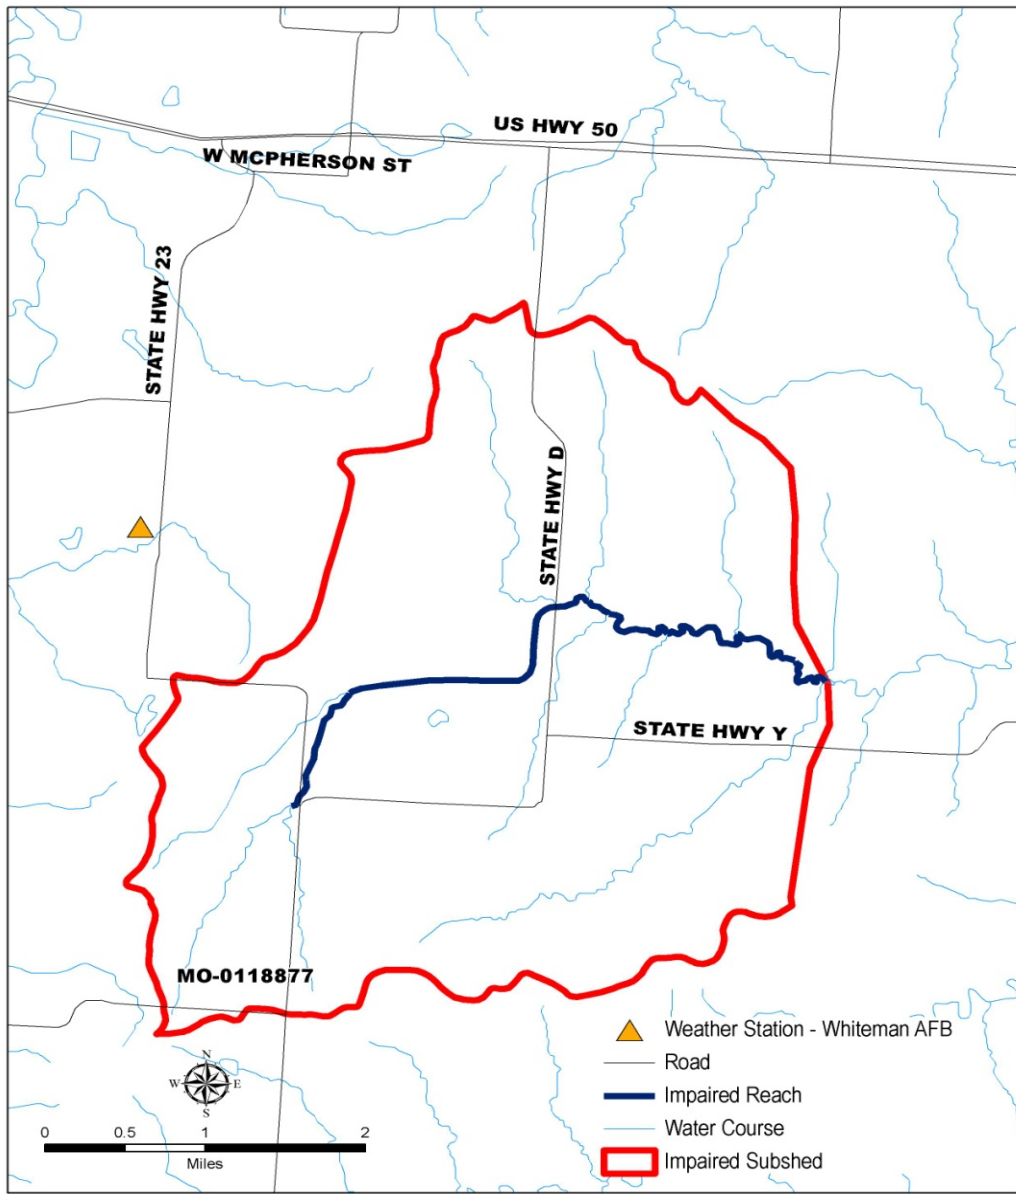 US HWY 50
W MCPHERSON ST
STATE HWY 23
STATE HWY D
STATE HWY Y
MO-0118877
Weather Station - Whiteman AFB
Road
Impaired Reach
Water Course
Impaired Subshed
N
W E
S
0 0.5 1 2
Miles